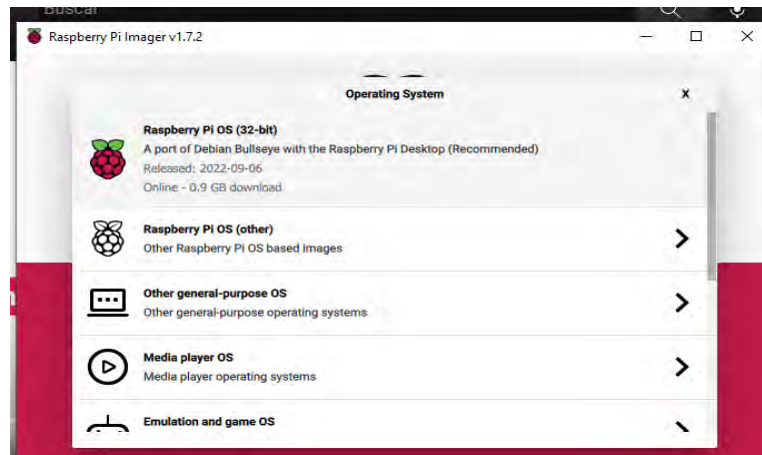 Buscar
Raspberry Pi Imager v1.7.2
Operating System
X
Raspberry Pi OS (32-bit)
A port of Debian Bullseye with the Raspberry Pi Desktop (Recommended)
Released: 2022-09-06
Online - 0.9 GB download
Raspberry Pi OS (other)
Other Raspberry Pi OS based images
Other general-purpose OS
Other general-purpose operating systems
Media player OS
Media player operating systems
Emulation and game OS